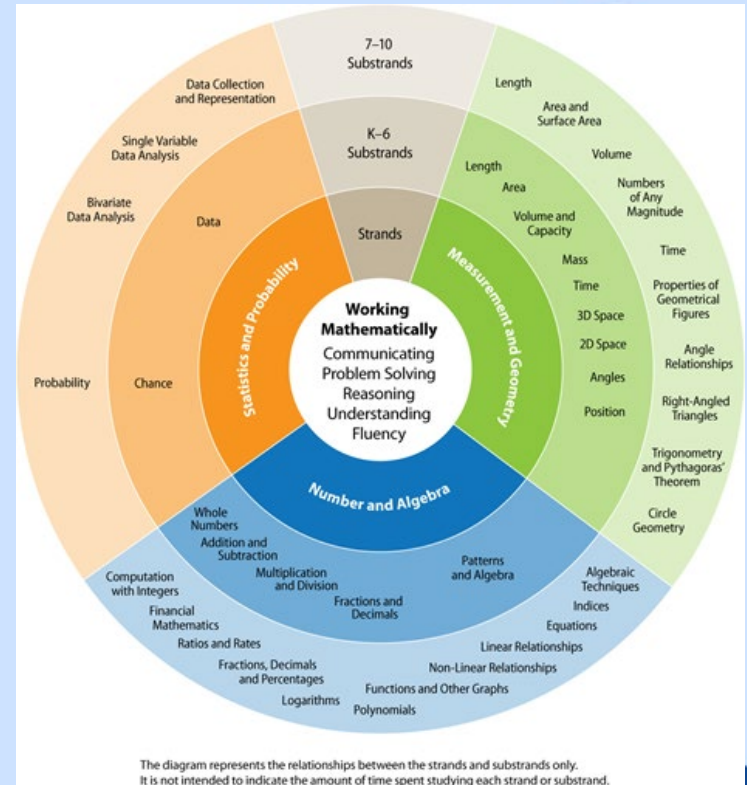 7–10
Substrands
K–6
Substrands
Strands
Working
Mathematically
Communicating
Problem Solving
Reasoning
Understanding
Fluency
Statistics and Probability
Measurement and Geometry
Number and Algebra
Data Collection
and Representation
Single Variable
Data Analysis
Bivariate
Data Analysis
Probability
Data
Chance
Length
Area
Volume and
Capacity
Mass
Time
3D Space
2D Space
Angles
Position
Length
Area and
Surface Area
Volume
Numbers
of Any
Magnitude
Time
Properties of
Geometrical
Figures
Angle
Relationships
Right-Angled
Triangles
Trigonometry
and Pythagoras'
Theorem
Circle
Geometry
Whole
Numbers
Addition and
Subtraction
Multiplication
and Division
Fractions and
Decimals
Patterns
and Algebra
Computation
with Integers
Financial
Mathematics
Ratios and Rates
Fractions, Decimals
and Percentages
Logarithms
Polynomials
Functions and Other Graphs
Non-Linear Relationships
Linear Relationships
Equations
Indices
Algebraic
Techniques
The diagram represents the relationships between the strands and substrands only.
It is not intended to indicate the amount of time spent studying each strand or substrand.